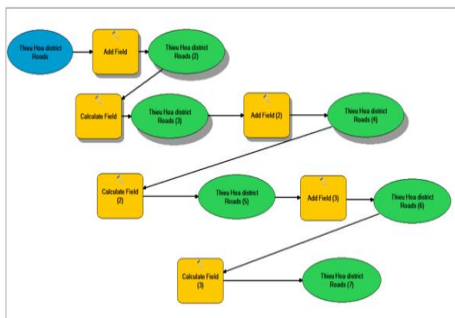 Thieu Hoa district
Roads
Add Field
Thieu Hoa district
Roads (2)
Calculate Field
Thieu Hoa district
Roads (3)
Add Field (2)
Thieu Hoa district
Roads (4)
Calculate Field
(2)
Thieu Hoa district
Roads (5)
Add Field (3)
Thieu Hoa district
Roads (6)
Calculate Field
(3)
Thieu Hoa district
Roads (7)